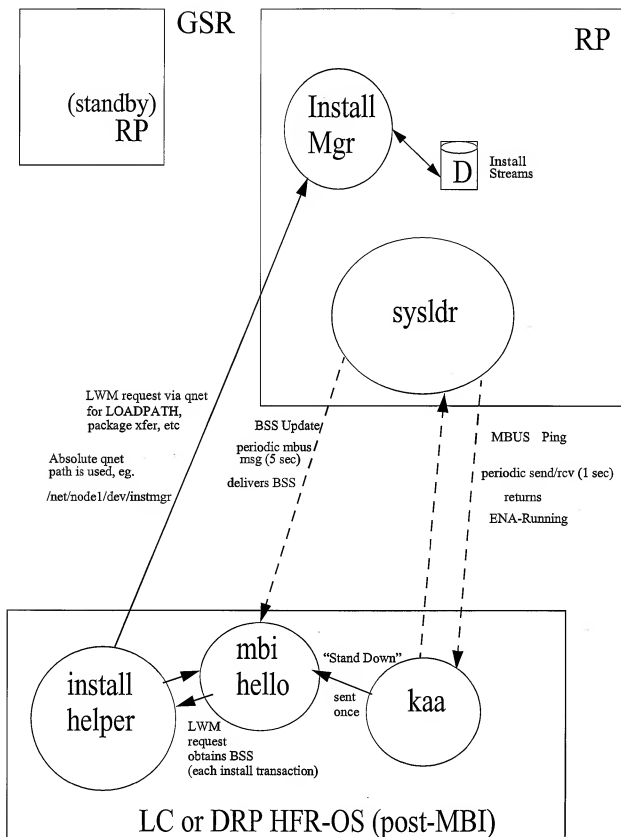 GSR
RP
(standby)
RP
Install
Mgr
D
Install
Streams
sysldr
LWM request via qnet
for LOADPATH,
package xfer, etc
Absolute qnet
path is used, eg.
/net/node1/dev/instmgr
BSS Update
periodic mbus
msg (5 sec)
delivers BSS
MBUS Ping
periodic send/rcv (1 sec)
returns
ENA-Running
install
helper
mbi
hello
"Stand Down"
sent
once
kaa
LWM
request
obtains BSS
(each install transaction)
LC or DRP HFR-OS (post-MBI)